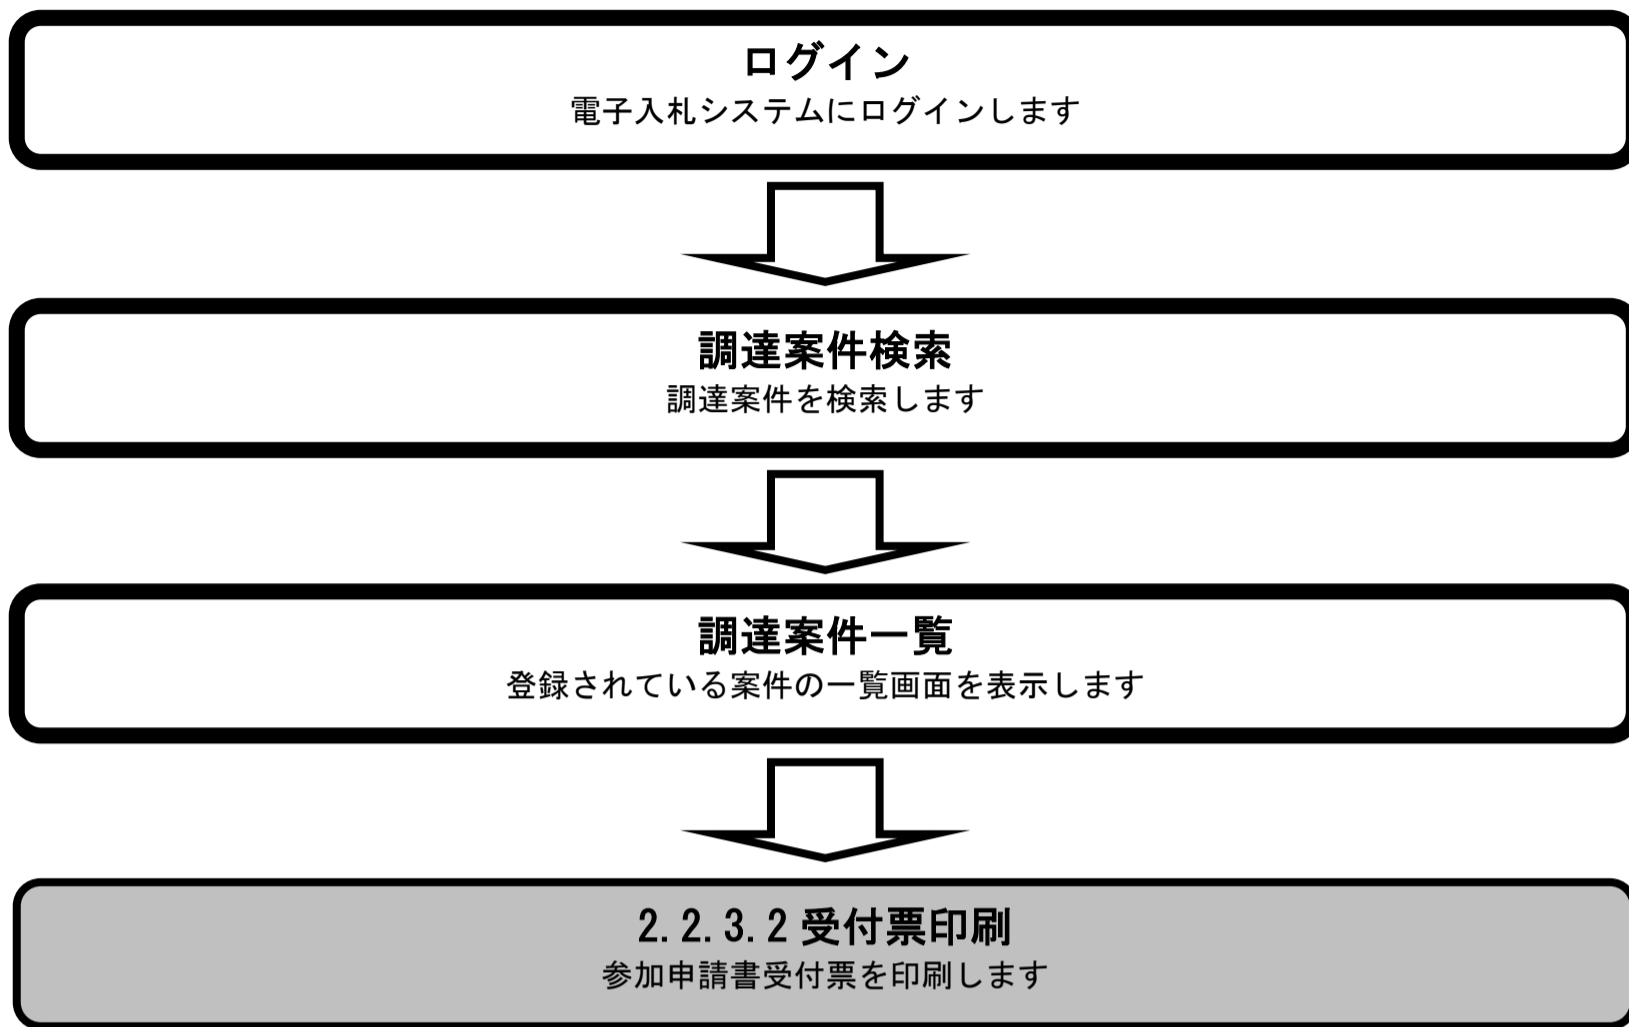 ログイン
電子入札システムにログインします
調達案件検索
調達案件を検索します
調達案件一覧
登録されている案件の一覧画面を表示します
2.2.3.2 受付票印刷
参加申請書受付票を印刷します